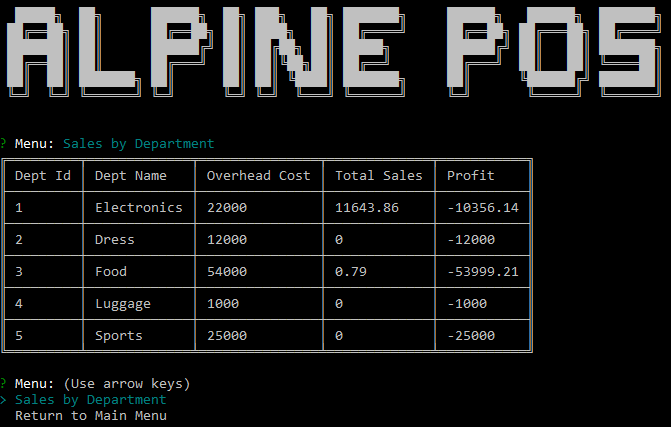 ALPINE POS
? Menu: Sales by Department
Dept Id Dept Name Overhead Cost Total Sales Profit
1 Electronics 22000 11643.86 -10356.14
2 Dress 12000 0 -12000
3 Food 54000 0.79 -53999.21
4 Luggage 1000 0 -1000
5 Sports 25000 0 -25000
? Menu: (Use arrow keys)
> Sales by Department
Return to Main Menu